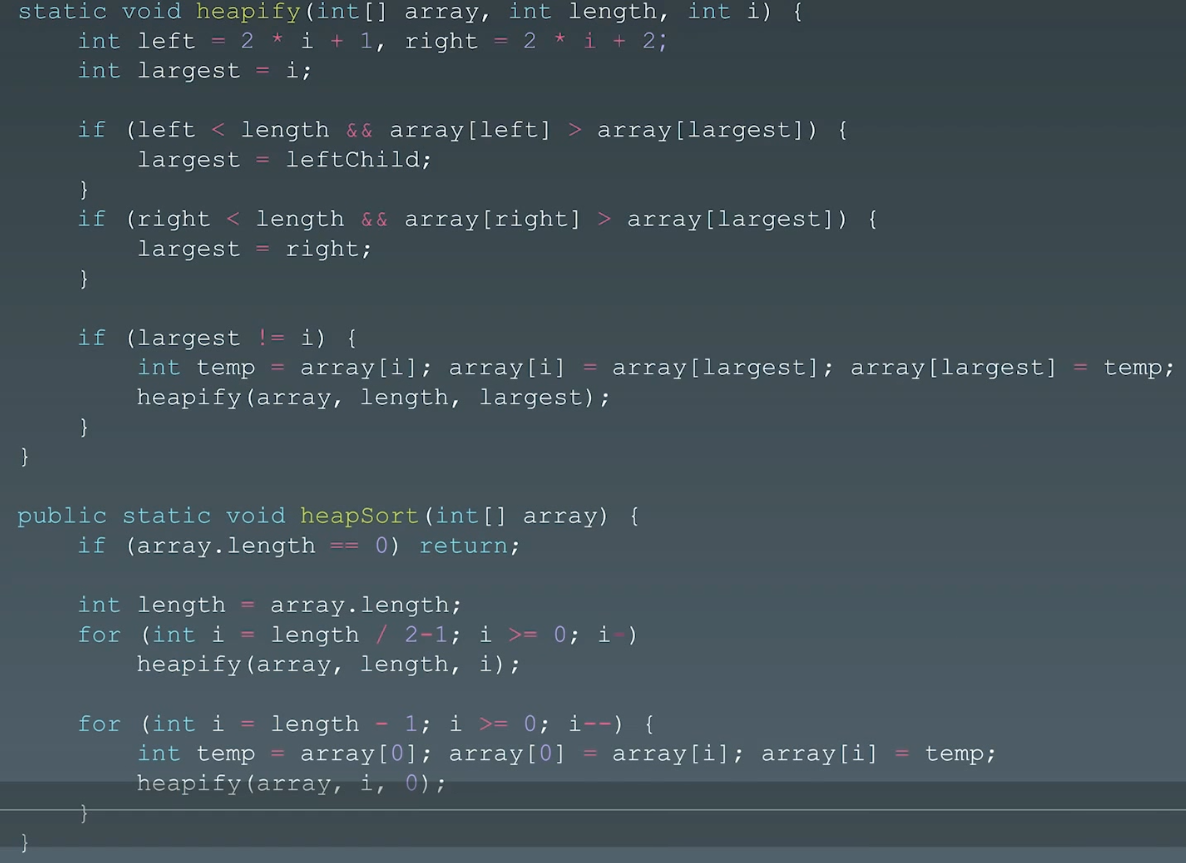 static void heapify(int[] array, int length, int i) {
    int left = 2 * i + 1, right = 2 * i + 2;
    int largest = i;

    if (left < length && array[left] > array[largest]) {
        largest = leftChild;
    }
    if (right < length && array[right] > array[largest]) {
        largest = right;
    }

    if (largest != i) {
        int temp = array[i]; array[i] = array[largest]; array[largest] = temp;
        heapify(array, length, largest);
    }
}

public static void heapSort(int[] array) {
    if (array.length == 0) return;

    int length = array.length;
    for (int i = length / 2-1; i >= 0; i-)
        heapify(array, length, i);

    for (int i = length - 1; i >= 0; i--) {
        int temp = array[0]; array[0] = array[i]; array[i] = temp;
        heapify(array, i, 0);
    }
}